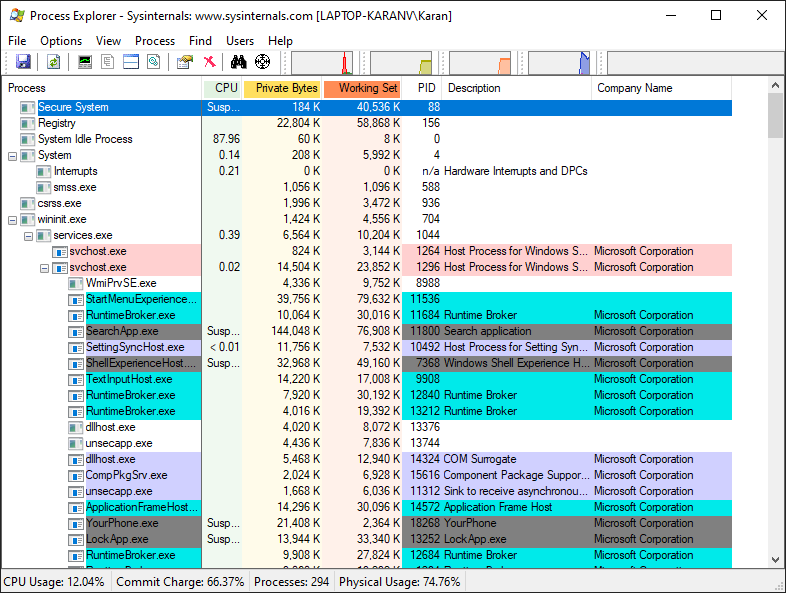 Process Explorer - Sysinternals: www.sysinternals.com [LAPTOP-KARANV\Karan]
File Options View Process Find Users Help
Process CPU Private Bytes Working Set PID Description Company Name
Secure System Susp... 184 K 40,536 K 88
Registry 22,804 K 58,868 K 156
System Idle Process 87.96 60 K 8 K 0
System 0.14 208 K 5,992 K 4
Interrupts 0.21 0 K 0 K n/a Hardware Interrupts and DPCs
smss.exe 1,056 K 1,096 K 588
csrss.exe 1,996 K 3,472 K 936
wininit.exe 1,424 K 4,556 K 704
services.exe 0.39 6,564 K 10,204 K 1044
svchost.exe 824 K 3,144 K 1264 Host Process for Windows S... Microsoft Corporation
svchost.exe 0.02 14,504 K 23,852 K 1296 Host Process for Windows S... Microsoft Corporation
WmiPrvSE.exe 4,336 K 9,752 K 8988
StartMenuExperience... 39,756 K 79,632 K 11536
RuntimeBroker.exe 10,064 K 30,016 K 11684 Runtime Broker Microsoft Corporation
SearchApp.exe Susp... 144,048 K 76,908 K 11800 Search application Microsoft Corporation
SettingSyncHost.exe < 0.01 11,756 K 7,532 K 10492 Host Process for Setting Syn... Microsoft Corporation
ShellExperienceHost.... Susp... 32,968 K 49,160 K 7368 Windows Shell Experience H... Microsoft Corporation
TextInputHost.exe 14,220 K 17,008 K 9908 Microsoft Corporation
RuntimeBroker.exe 7,920 K 30,192 K 12840 Runtime Broker Microsoft Corporation
RuntimeBroker.exe 4,016 K 19,392 K 13212 Runtime Broker Microsoft Corporation
dllhost.exe 4,020 K 8,072 K 13376
unsecapp.exe 4,436 K 7,836 K 13744
dllhost.exe 5,468 K 12,940 K 14324 COM Surrogate Microsoft Corporation
CompPkgSrv.exe 2,024 K 6,928 K 15616 Component Package Suppor... Microsoft Corporation
unsecapp.exe 1,668 K 6,036 K 11312 Sink to receive asynchronou... Microsoft Corporation
ApplicationFrameHost... 14,296 K 30,096 K 14572 Application Frame Host Microsoft Corporation
YourPhone.exe Susp... 21,408 K 2,364 K 18268 YourPhone Microsoft Corporation
LockApp.exe Susp... 13,944 K 33,340 K 13252 LockApp.exe Microsoft Corporation
RuntimeBroker.exe 9,908 K 27,824 K 12684 Runtime Broker Microsoft Corporation
CPU Usage: 12.04% Commit Charge: 66.37% Processes: 294 Physical Usage: 74.76%